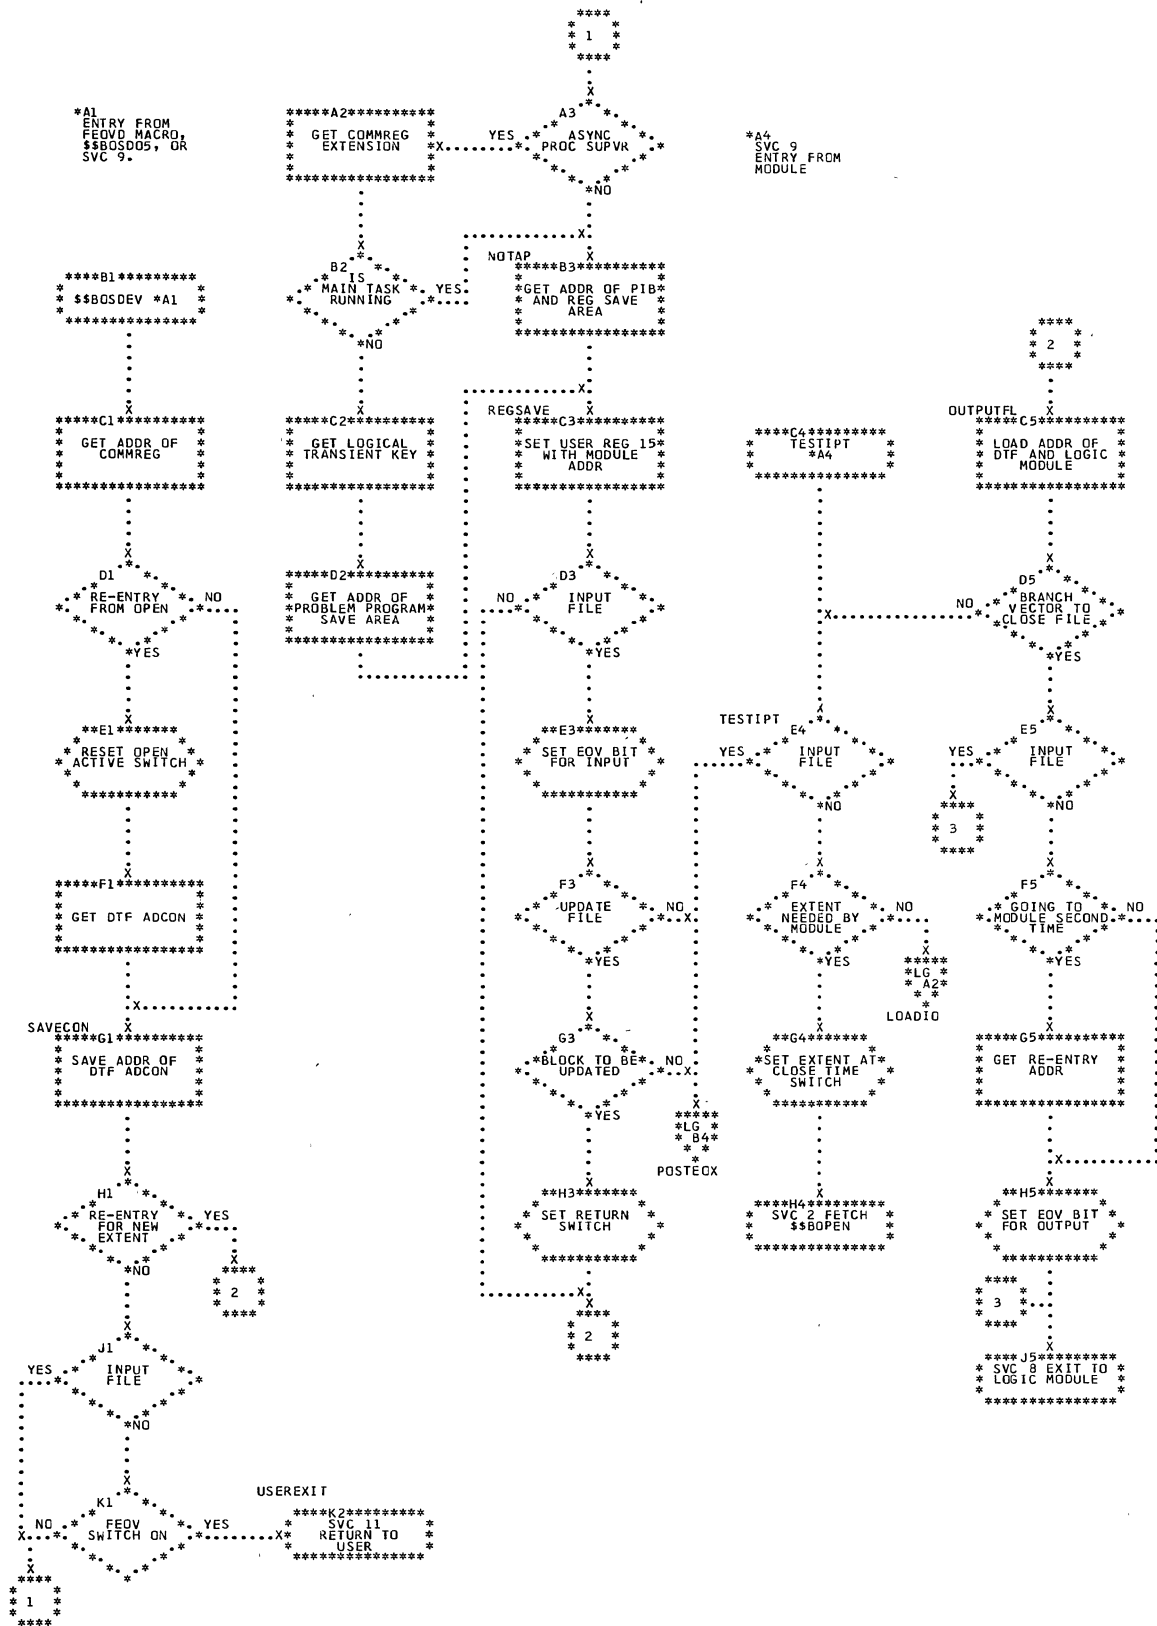 1
*A1
ENTRY FROM
FEOVD MACRO,
$$BOSD05, OR
SVC 9.
*****A2**********
GET COMMREG
EXTENSION
A3
ASYNC
PROC SUPVR
YES
NO
*A4
SVC 9
ENTRY FROM
MODULE
****B1*********
$$BOSDEV *A1
B2
IS
MAIN TASK
RUNNING
YES
NO
NOTAP
*****B3**********
GET ADDR OF PIB
AND REG SAVE
AREA
2
*****C1**********
GET ADDR OF
COMMREG
*****C2**********
GET LOGICAL
TRANSIENT KEY
REGSAVE
*****C3**********
SET USER REG 15
WITH MODULE
ADDR
****C4*********
TESTIPT
*A4
OUTPUTFL
*****C5**********
LOAD ADDR OF
DTF AND LOGIC
MODULE
D1
RE-ENTRY
FROM OPEN
NO
YES
*****D2**********
GET ADDR OF
PROBLEM PROGRAM
SAVE AREA
D3
INPUT
FILE
NO
YES
D5
BRANCH
VECTOR TO
CLOSE FILE
NO
YES
**E1*******
RESET OPEN
ACTIVE SWITCH
**E3*******
SET EOV BIT
FOR INPUT
TESTIPT
E4
INPUT
FILE
YES
NO
E5
INPUT
FILE
YES
NO
3
*****F1**********
GET DTF ADCON
F3
UPDATE
FILE
NO
YES
F4
EXTENT
NEEDED BY
MODULE
NO
YES
LG
A2
LOADIO
F5
GOING TO
MODULE SECOND
TIME
NO
YES
SAVECON
*****G1**********
SAVE ADDR OF
DTF ADCON
G3
BLOCK TO BE
UPDATED
NO
YES
LG
B4
POSTEOX
**G4*******
SET EXTENT AT
CLOSE TIME
SWITCH
*****G5**********
GET RE-ENTRY
ADDR
H1
RE-ENTRY
FOR NEW
EXTENT
YES
NO
2
**H3*******
SET RETURN
SWITCH
2
****H4*********
SVC 2 FETCH
$$BOPEN
**H5*******
SET EOV BIT
FOR OUTPUT
3
J1
INPUT
FILE
YES
NO
****J5*********
SVC 8 EXIT TO
LOGIC MODULE
K1
FEOV
SWITCH ON
NO
YES
USEREXIT
****K2*********
SVC 11
RETURN TO
USER
1